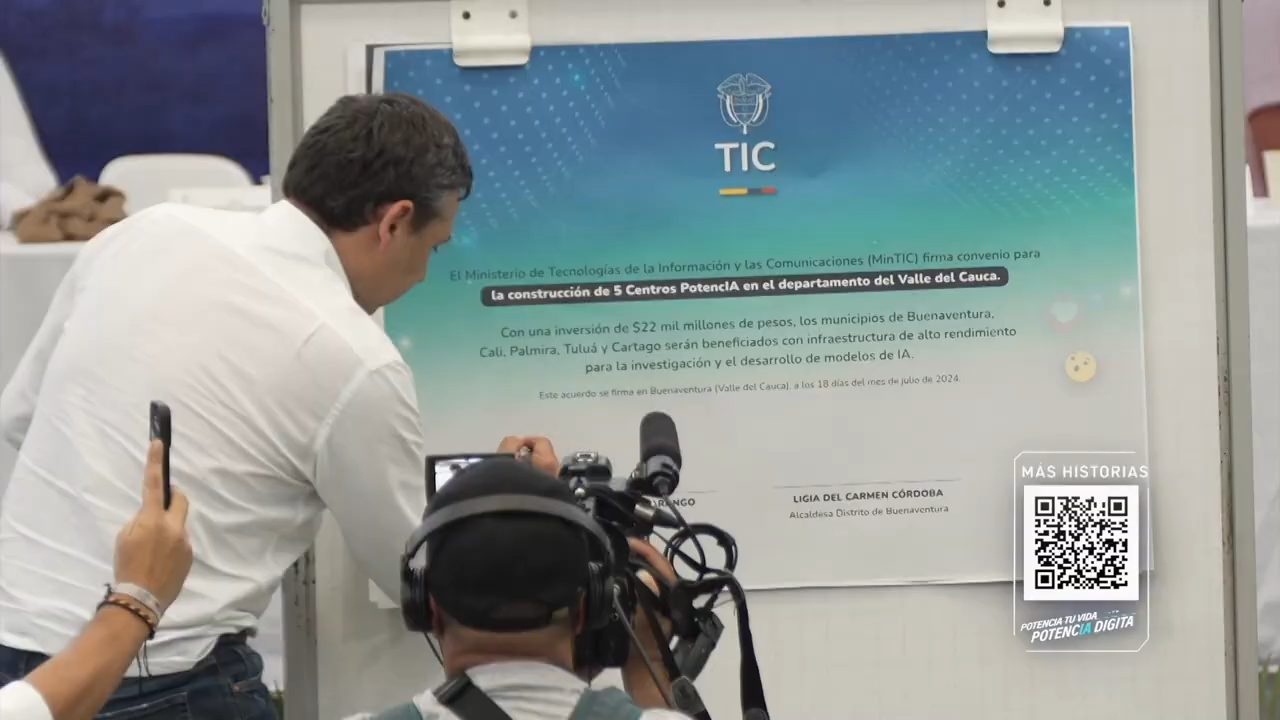 TIC
El Ministerio de Tecnologías de la Información y las Comunicaciones (MinTIC) firma convenio para
la construcción de 5 Centros PotencIA en el departamento del Valle del Cauca.
Con una inversión de $22 mil millones de pesos, los municipios de Buenaventura,
Cali, Palmira, Tuluá y Cartago serán beneficiados con infraestructura de alto rendimiento
para la investigación y el desarrollo de modelos de IA.
Este acuerdo se firma en Buenaventura (Valle del Cauca), a los 18 días del mes de julio de 2024.
LIGIA DEL CARMEN CÓRDOBA
Alcaldesa Distrito de Buenaventura
MÁS HISTORIAS
POTENCIA TU VIDA
POTENCIA DIGITA